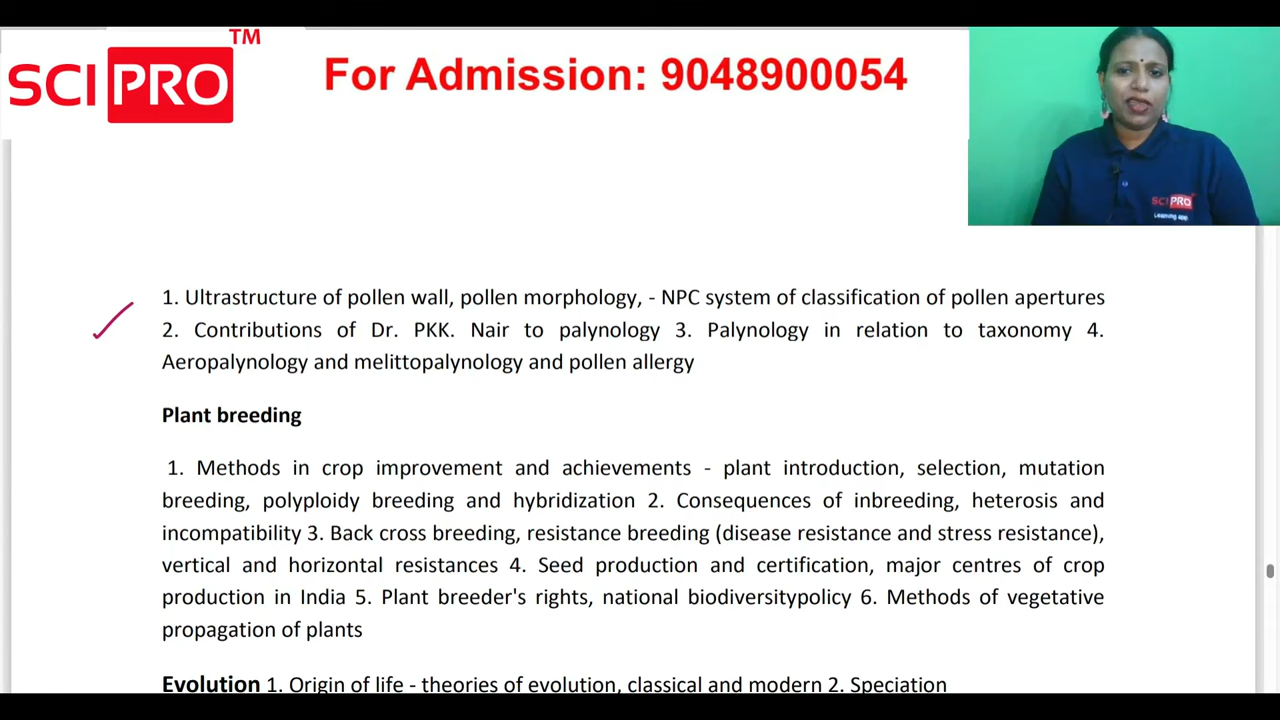 TM
SCI PRO
For Admission: 9048900054
SCI PRO
Learning app
1. Ultrastructure of pollen wall, pollen morphology, - NPC system of classification of pollen apertures
2. Contributions of Dr. PKK. Nair to palynology 3. Palynology in relation to taxonomy 4.
Aeropalynology and melittopalynology and pollen allergy
Plant breeding
1. Methods in crop improvement and achievements - plant introduction, selection, mutation
breeding, polyploidy breeding and hybridization 2. Consequences of inbreeding, heterosis and
incompatibility 3. Back cross breeding, resistance breeding (disease resistance and stress resistance),
vertical and horizontal resistances 4. Seed production and certification, major centres of crop
production in India 5. Plant breeder's rights, national biodiversitypolicy 6. Methods of vegetative
propagation of plants
Evolution 1. Origin of life - theories of evolution, classical and modern 2. Speciation